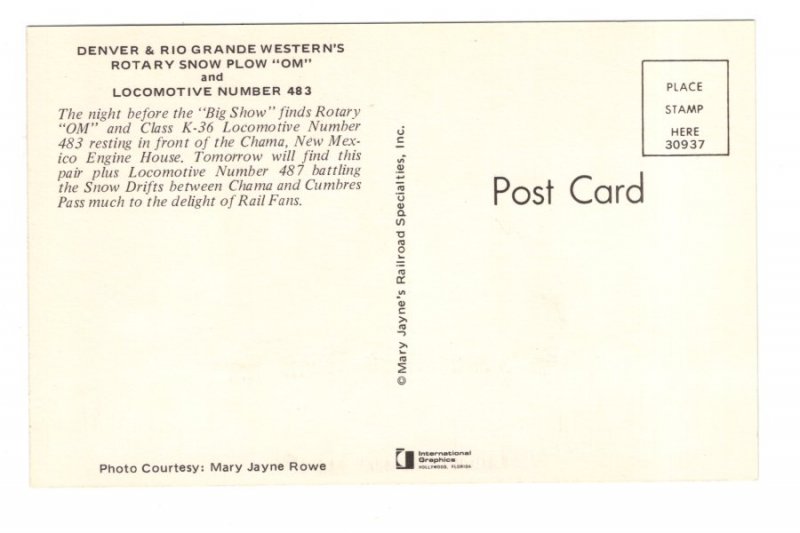 DENVER & RIO GRANDE WESTERN'S
ROTARY SNOW PLOW "OM"
and
LOCOMOTIVE NUMBER 483
The night before the "Big Show" finds Rotary
"OM" and Class K-36 Locomotive Number
483 resting in front of the Chama, New Mex-
ico Engine House. Tomorrow will find this
pair plus Locomotive Number 487 battling
the Snow Drifts between Chama and Cumbres
Pass much to the delight of Rail Fans.
Photo Courtesy: Mary Jayne Rowe
©Mary Jayne's Railroad Specialties, Inc.
International
Graphics
HOLLYWOOD, FLORIDA
Post Card
PLACE
STAMP
HERE
30937